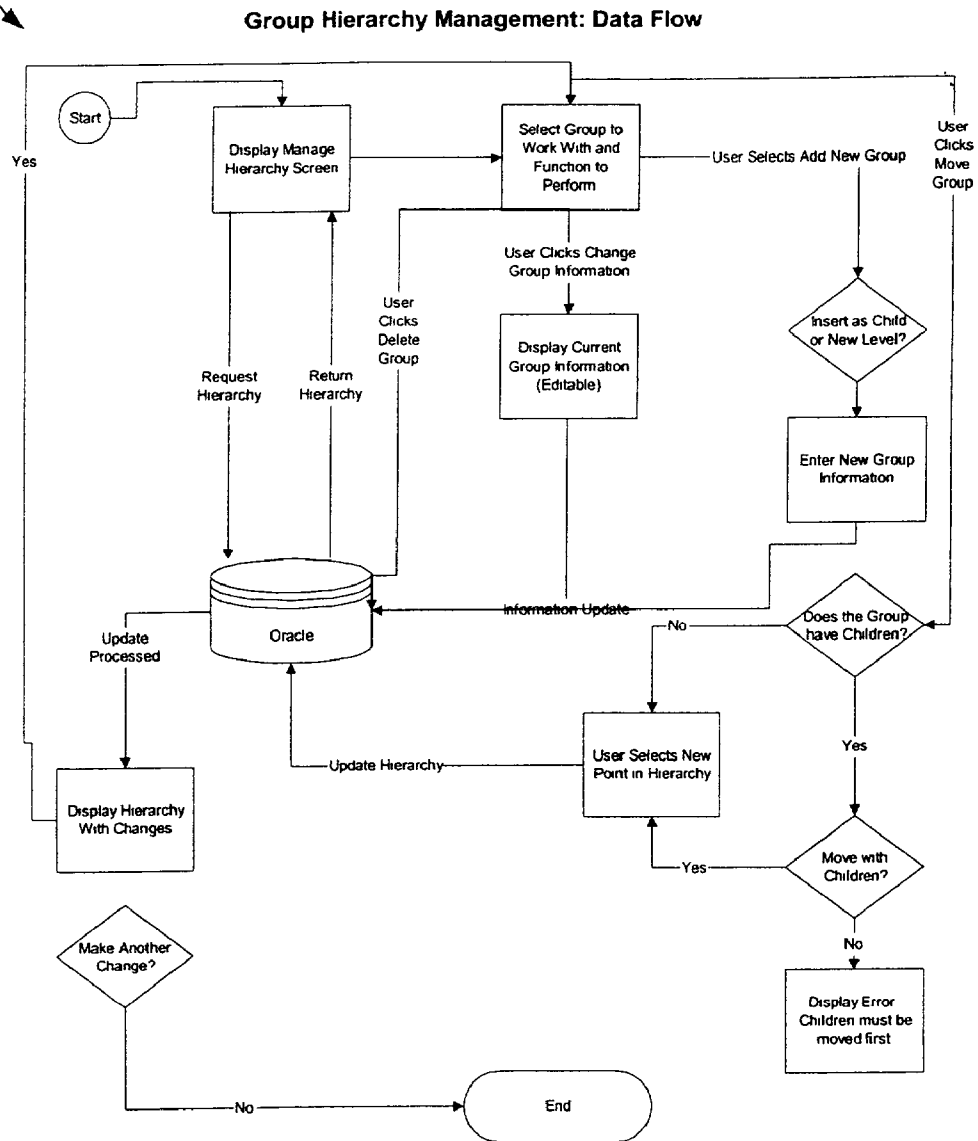 Group Hierarchy Management: Data Flow
Start
Yes
Display Manage
Hierarchy Screen
Select Group to
Work With and
Function to
Perform
User Selects Add New Group
User
Clicks
Move
Group
User Clicks Change
Group Information
User
Clicks
Delete
Group
Insert as Child
or New Level?
Display Current
Group Information
(Editable)
Request
Hierarchy
Return
Hierarchy
Enter New Group
Information
Oracle
Information Update
Does the Group
have Children?
No
Update
Processed
Yes
User Selects New
Point in Hierarchy
Update Hierarchy
Display Hierarchy
With Changes
Move with
Children?
Yes
No
Make Another
Change?
Display Error
Children must be
moved first
No
End